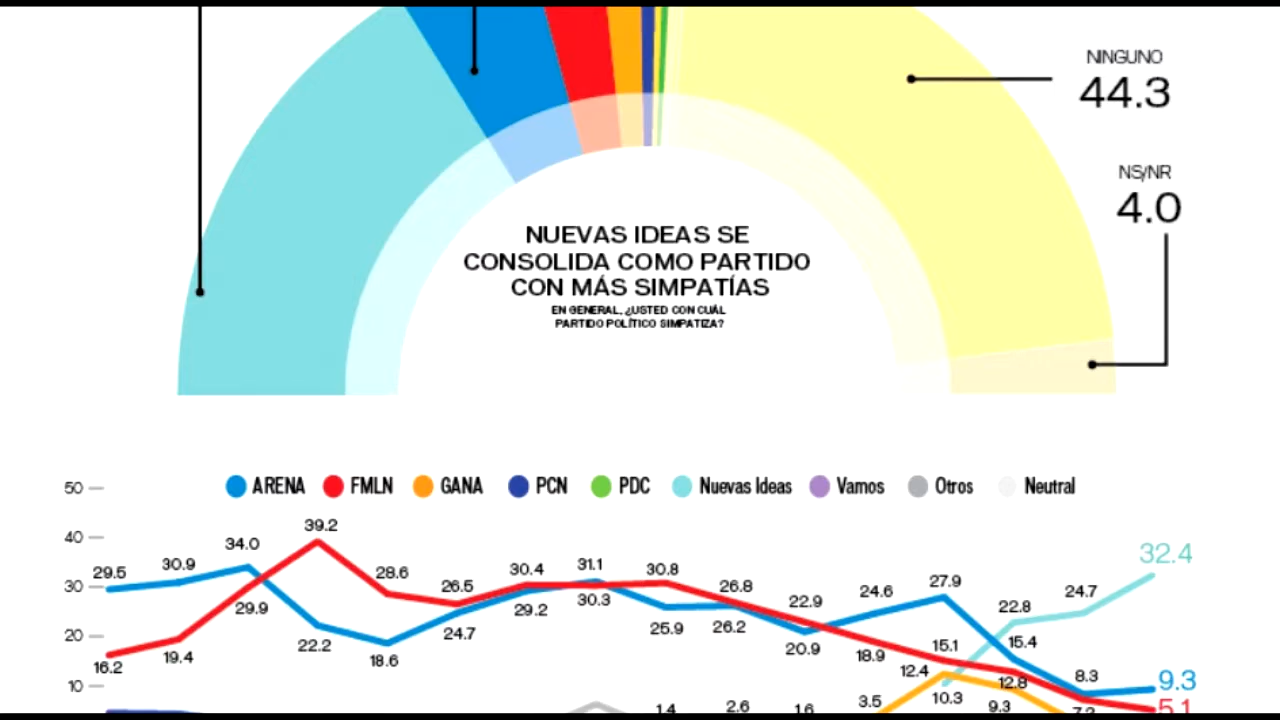 NINGUNO
44.3
NS/NR
4.0
NUEVAS IDEAS SE
CONSOLIDA COMO PARTIDO
CON MÁS SIMPATÍAS
EN GENERAL, ¿USTED CON CUÁL
PARTIDO POLÍTICO SIMPATIZA?
ARENA FMLN GANA PCN PDC Nuevas Ideas Vamos Otros Neutral
50
40
30
20
10
29.5 30.9 34.0 39.2 28.6 26.5 30.4 31.1 30.8 26.8 22.9 24.6 27.9 22.8 24.7 32.4
16.2 19.4 29.9 22.2 18.6 24.7 29.2 30.3 25.9 26.2 20.9 18.9 15.1 15.4 8.3 9.3
12.4 10.3 12.8 9.3 7.2 5.1
1.4 2.6 1.6 3.5